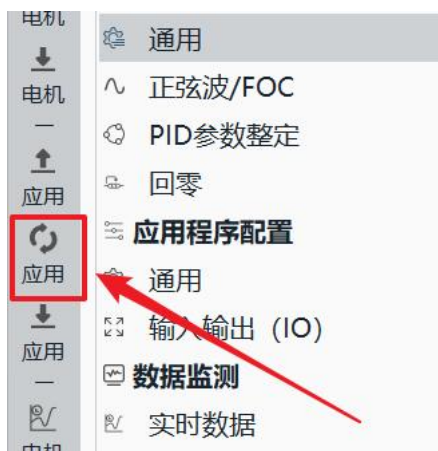 电机
电机
应用
应用
应用
通用
正弦波/FOC
PID参数整定
回零
应用程序配置
通用
输入输出（IO）
数据监测
实时数据